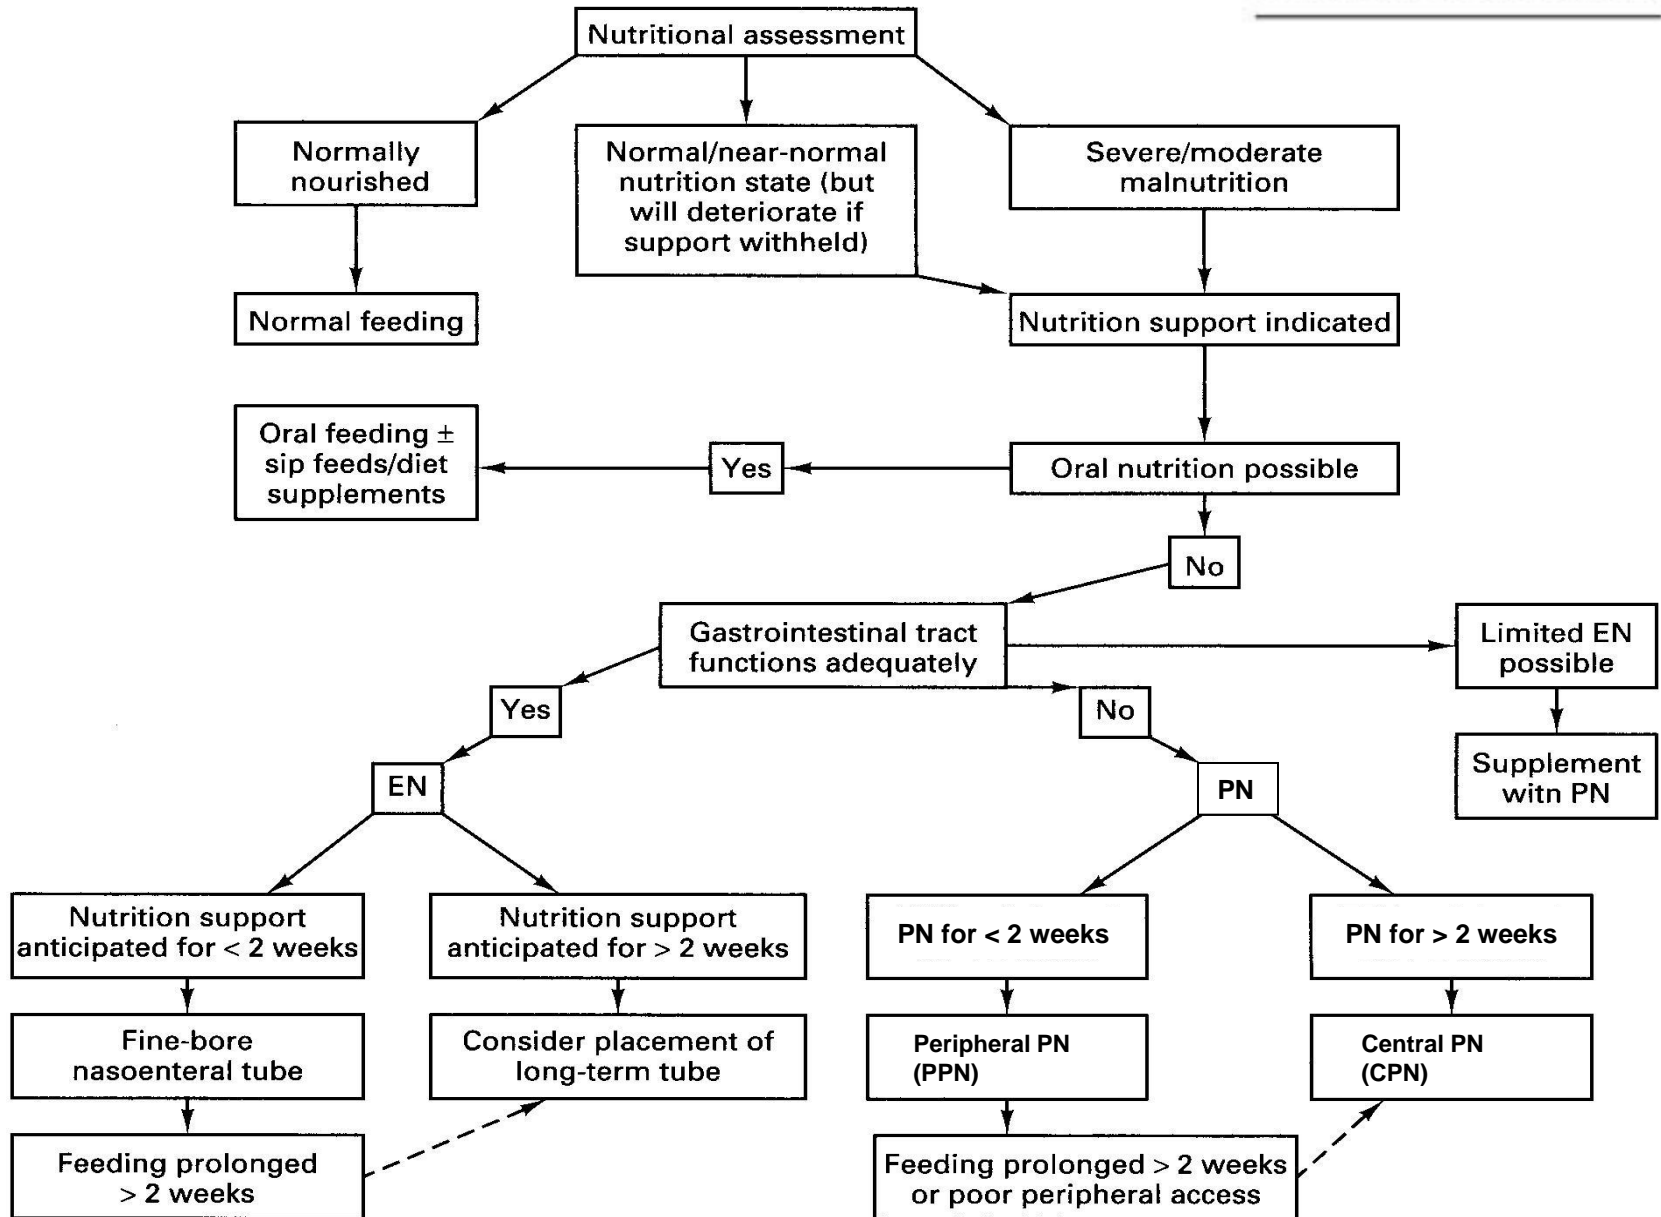 Nutritional assessment
Normally
nourished
Normal/near-normal
nutrition state (but
will deteriorate if
support withheld)
Severe/moderate
malnutrition
Normal feeding
Nutrition support indicated
Oral feeding ±
sip feeds/diet
supplements
Yes
Oral nutrition possible
No
Gastrointestinal tract
functions adequately
Limited EN
possible
Yes
No
Supplement
witn PN
EN
PN
Nutrition support
anticipated for < 2 weeks
Nutrition support
anticipated for > 2 weeks
PN for < 2 weeks
PN for > 2 weeks
Fine-bore
nasoenteral tube
Consider placement of
long-term tube
Peripheral PN
(PPN)
Central PN
(CPN)
Feeding prolonged
> 2 weeks
Feeding prolonged > 2 weeks
or poor peripheral access